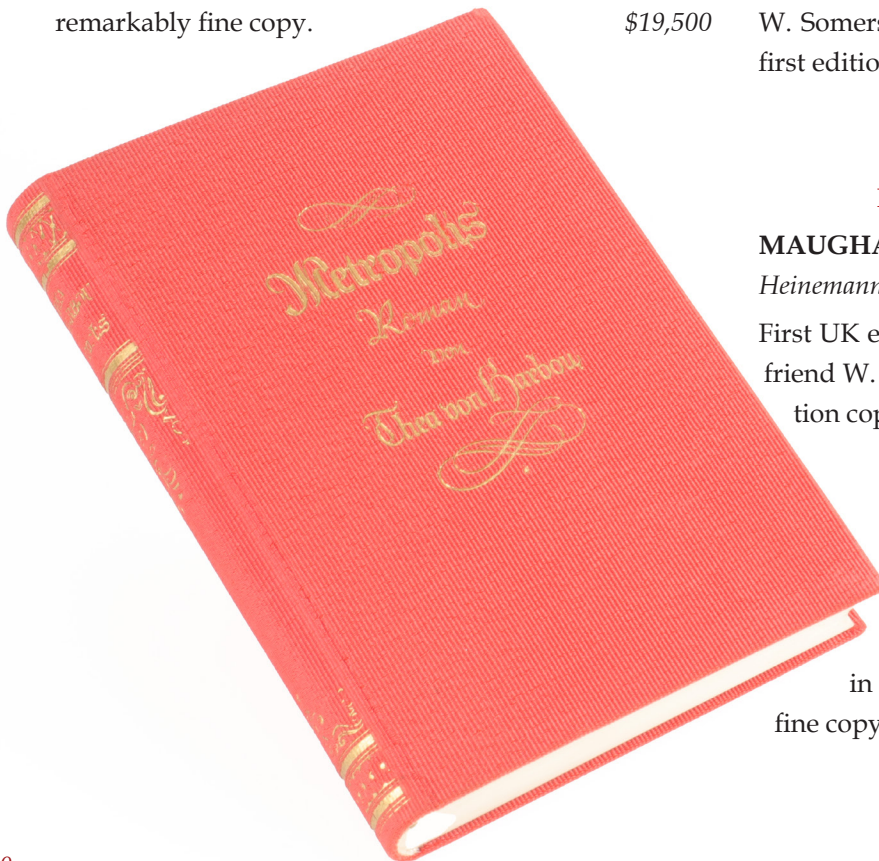 remarkably fine copy.
$19,500
Metropolis
Roman
von
Thea von Harbou
W. Somers
first editio
MAUGHA
Heinemann
First UK e
friend W.
tion cop
in
fine copy